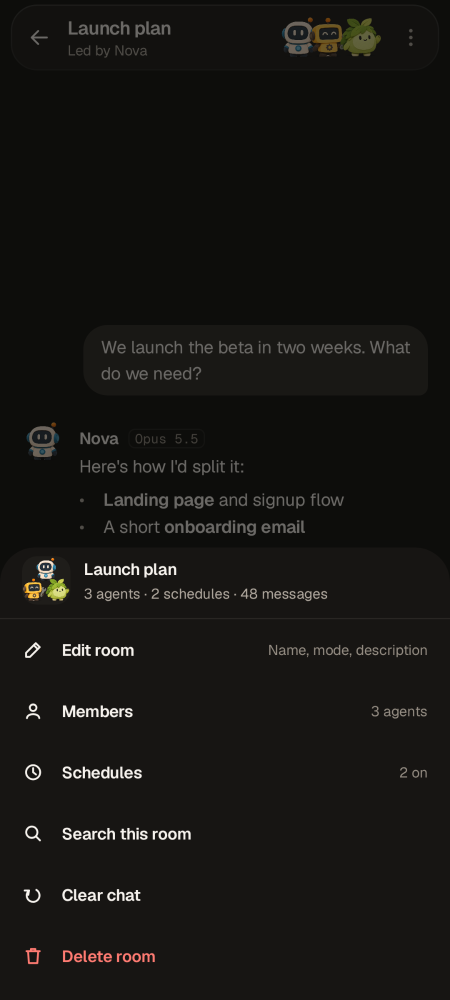 Launch plan
Led by Nova
We launch the beta in two weeks. What
do we need?
Nova Opus 5.5
Here's how I'd split it:
• Landing page and signup flow
• A short onboarding email
Launch plan
3 agents · 2 schedules · 48 messages
Edit room Name, mode, description
Members 3 agents
Schedules 2 on
Search this room
Clear chat
Delete room